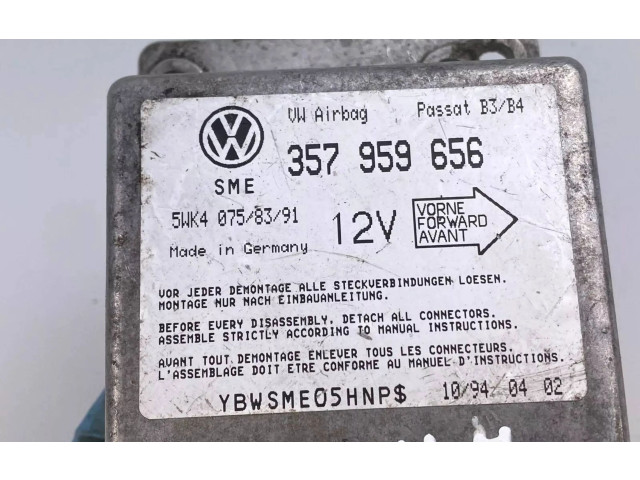 VW Airbag Passat B3/B4
357 959 656
SME
5WK4 075/83/91
12V
VORNE
FORWARD
AVANT
Made in Germany
VOR JEDER DEMONTAGE ALLE STECKVERBINDUNGEN LOESEN.
MONTAGE NUR NACH EINBAUANLEITUNG.
BEFORE EVERY DISASSEMBLY, DETACH ALL CONNECTORS.
ASSEMBLE STRICTLY ACCORDING TO MANUAL INSTRUCTIONS.
AVANT TOUT DEMONTAGE ENLEVER TOUS LES CONNECTEURS.
L'ASSEMBLAGE DOIT ETRE CONFORME AU MANUEL D'INSTRUCTIONS.
YBWSME05HNP$ 10/94 04 02